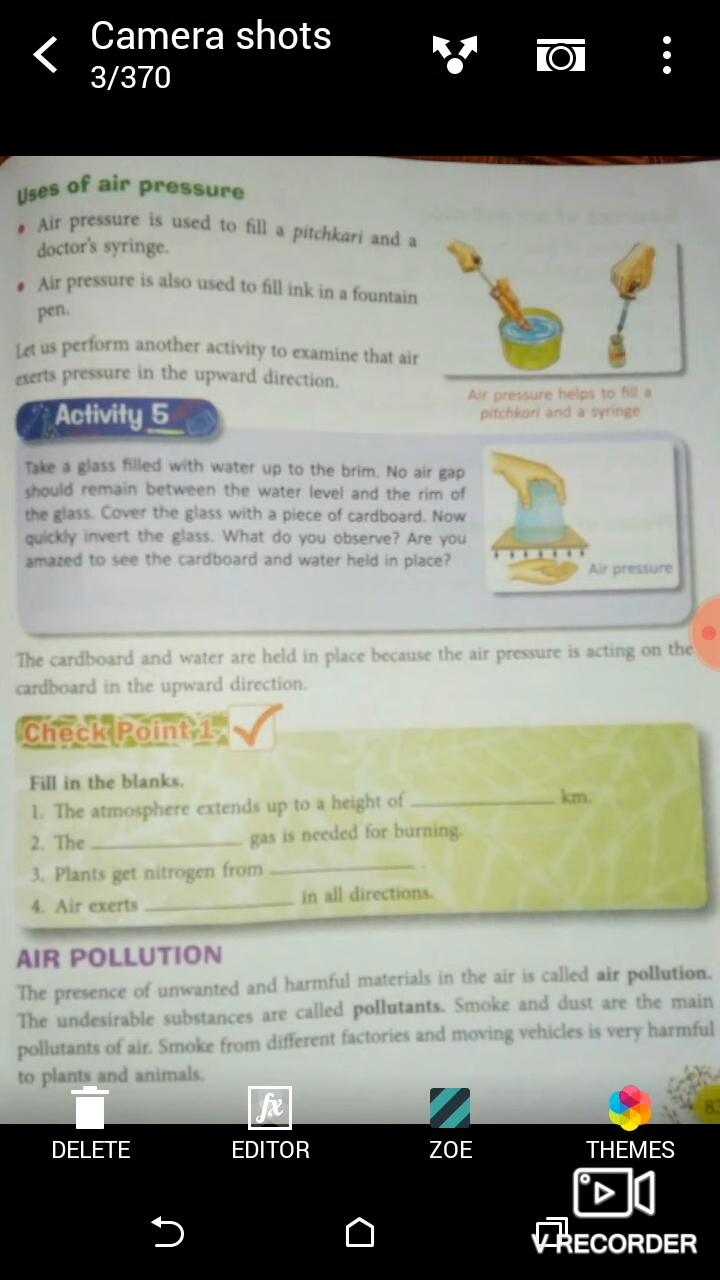 Camera shots
3/370
Uses of air pressure
• Air pressure is used to fill a pitchkari and a
doctor's syringe.
• Air pressure is also used to fill ink in a fountain
pen.
Let us perform another activity to examine that air
exerts pressure in the upward direction.
Air pressure helps to fill a
pitchkari and a syringe
Activity 5
Take a glass filled with water up to the brim. No air gap
should remain between the water level and the rim of
the glass. Cover the glass with a piece of cardboard. Now
quickly invert the glass. What do you observe? Are you
amazed to see the cardboard and water held in place?
Air pressure
The cardboard and water are held in place because the air pressure is acting on the
cardboard in the upward direction.
Check Point 1
Fill in the blanks.
1. The atmosphere extends up to a height of ____________ km.
2. The ____________ gas is needed for burning.
3. Plants get nitrogen from ____________ .
4. Air exerts ____________ in all directions.
AIR POLLUTION
The presence of unwanted and harmful materials in the air is called air pollution.
The undesirable substances are called pollutants. Smoke and dust are the main
pollutants of air. Smoke from different factories and moving vehicles is very harmful
to plants and animals.
DELETE
EDITOR
ZOE
THEMES
V RECORDER